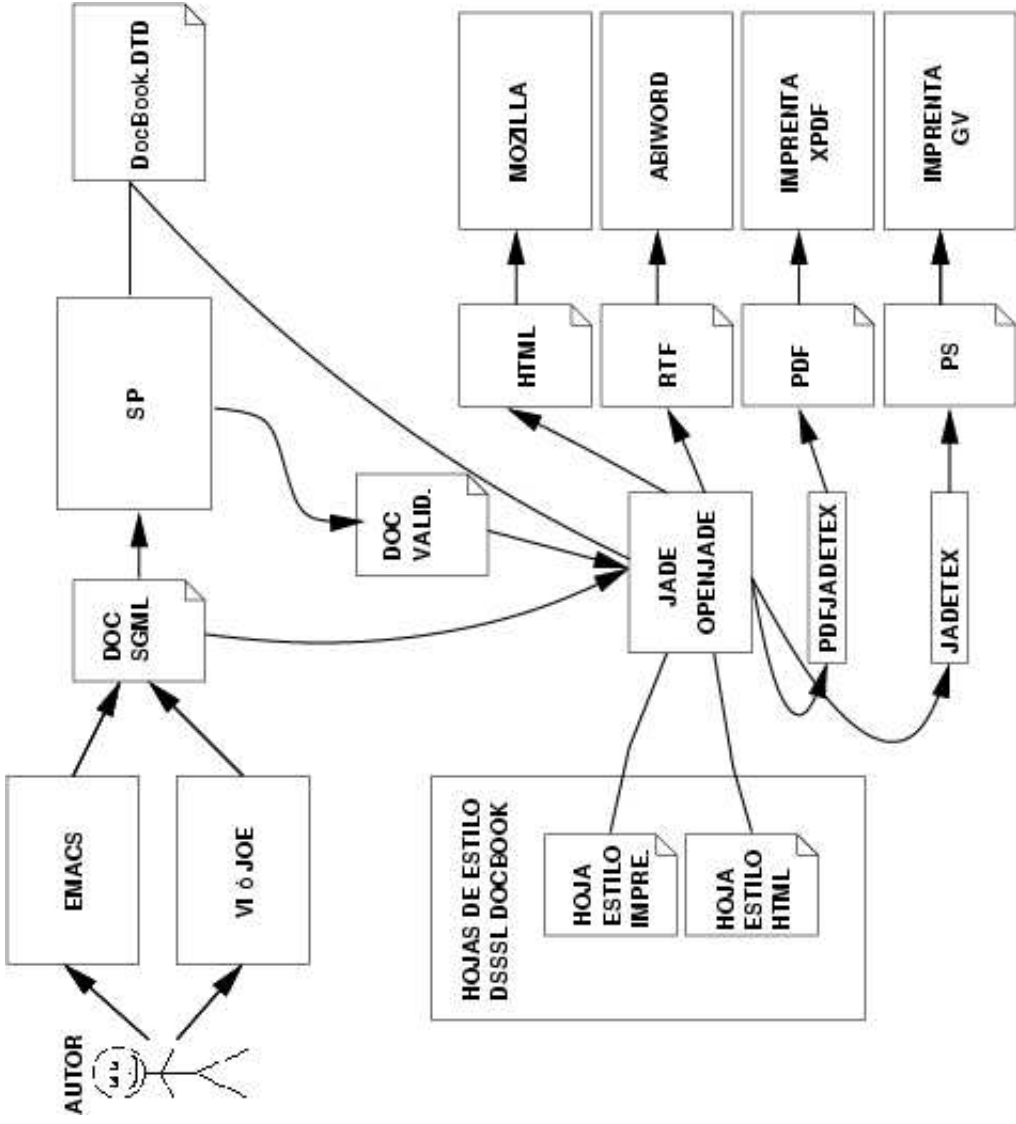 AUTOR
EMACS
VI ó JOE
DOC
SGML
SP
DocBook.DTD
DOC
VALID.
HOJAS DE ESTILO
DSSSL DOCBOOK
HOJA
ESTILO
IMPRE.
HOJA
ESTILO
HTML
JADE
OPENJADE
PDFJADETEX
JADETEX
HTML
RTF
PDF
PS
MOZILLA
ABIWORD
IMPRENTA
XPDF
IMPRENTA
GV